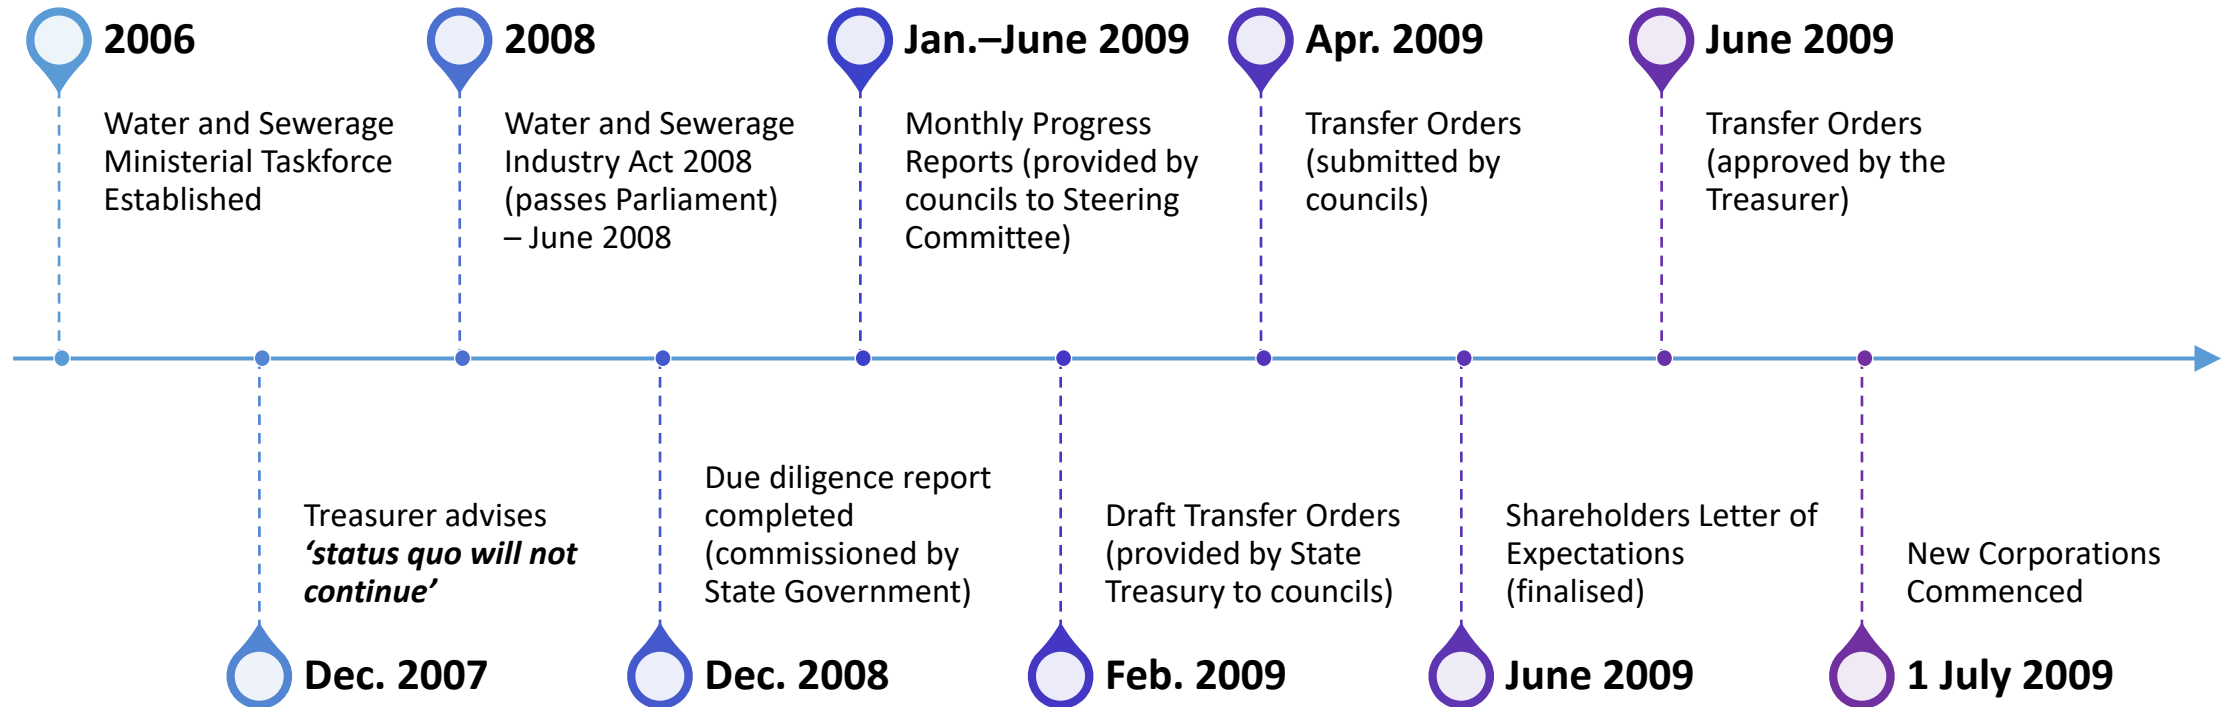 2006
Water and Sewerage
Ministerial Taskforce
Established
Dec. 2007
Treasurer advises
‘status quo will not
continue’
2008
Water and Sewerage
Industry Act 2008
(passes Parliament)
– June 2008
Dec. 2008
Due diligence report
completed
(commissioned by
State Government)
Jan.–June 2009
Monthly Progress
Reports (provided by
councils to Steering
Committee)
Feb. 2009
Draft Transfer Orders
(provided by State
Treasury to councils)
Apr. 2009
Transfer Orders
(submitted by
councils)
June 2009
Shareholders Letter of
Expectations
(finalised)
June 2009
Transfer Orders
(approved by the
Treasurer)
1 July 2009
New Corporations
Commenced